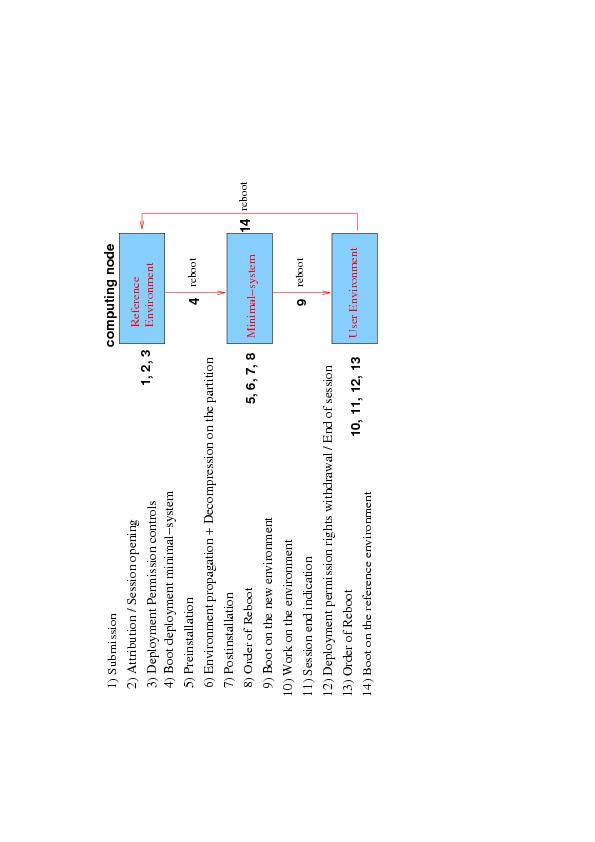 1) Submission
2) Attribution / Session opening
3) Deployment Permission controls
4) Boot deployment minimal−system
5) Preinstallation
6) Environment propagation + Decompression on the partition
7) Postinstallation
8) Order of Reboot
9) Boot on the new environment
10) Work on the environment
11) Session end indication
12) Deployment permission rights withdrawal / End of session
13) Order of Reboot
14) Boot on the reference environment
computing node
1, 2, 3
Reference
Environment
4
reboot
5, 6, 7, 8
Minimal−system
14
reboot
9
reboot
10, 11, 12, 13
User Environment